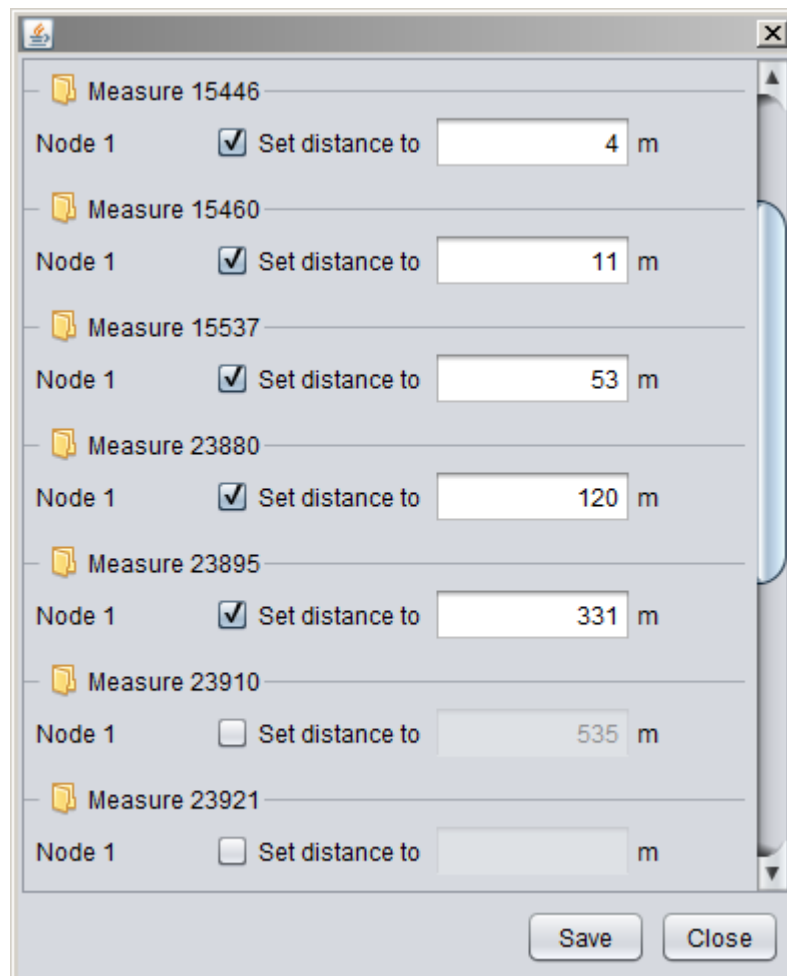 Measure 15446
Node 1 Set distance to 4 m
Measure 15460
Node 1 Set distance to 11 m
Measure 15537
Node 1 Set distance to 53 m
Measure 23880
Node 1 Set distance to 120 m
Measure 23895
Node 1 Set distance to 331 m
Measure 23910
Node 1 Set distance to 535 m
Measure 23921
Node 1 Set distance to m
Save Close